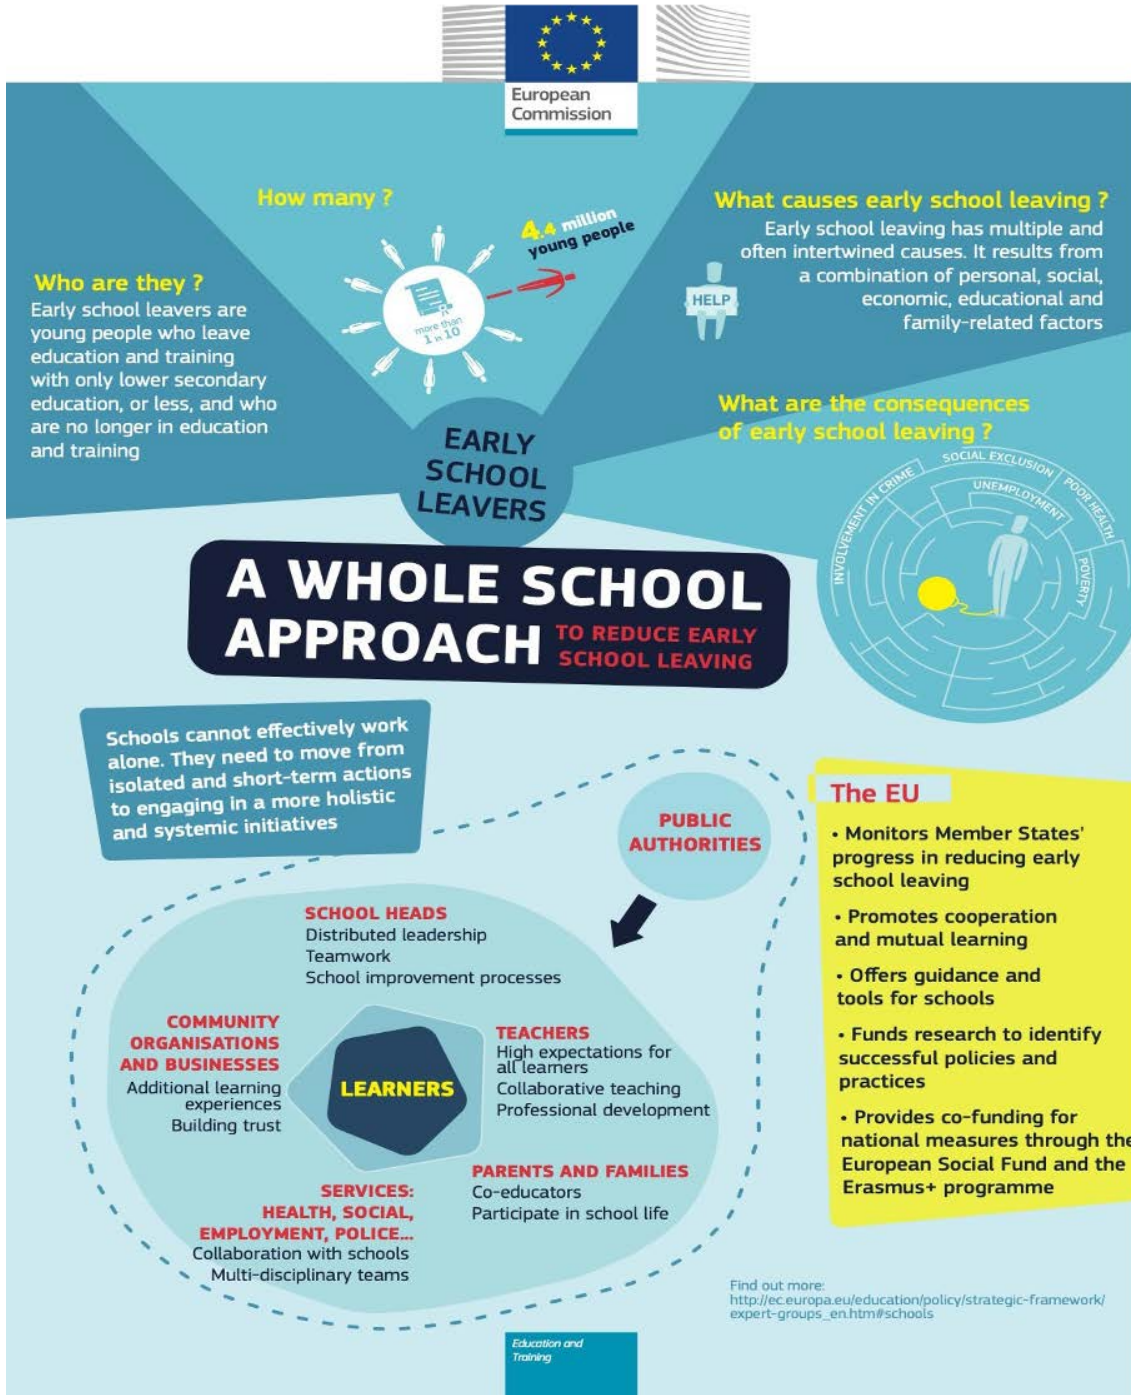 European
Commission
How many ?
4.4 million
young people
more than
1 in 10
Who are they ?
Early school leavers are
young people who leave
education and training
with only lower secondary
education, or less, and who
are no longer in education
and training
What causes early school leaving ?
Early school leaving has multiple and
often intertwined causes. It results from
a combination of personal, social,
economic, educational and
family-related factors
HELP
What are the consequences
of early school leaving ?
INVOLVEMENT IN CRIME
SOCIAL EXCLUSION
POOR HEALTH
UNEMPLOYMENT
POVERTY
EARLY
SCHOOL
LEAVERS
A WHOLE SCHOOL
APPROACH TO REDUCE EARLY
SCHOOL LEAVING
Schools cannot effectively work
alone. They need to move from
isolated and short-term actions
to engaging in a more holistic
and systemic initiatives
PUBLIC
AUTHORITIES
SCHOOL HEADS
Distributed leadership
Teamwork
School improvement processes
COMMUNITY
ORGANISATIONS
AND BUSINESSES
Additional learning
experiences
Building trust
LEARNERS
TEACHERS
High expectations for
all learners
Collaborative teaching
Professional development
PARENTS AND FAMILIES
Co-educators
Participate in school life
SERVICES:
HEALTH, SOCIAL,
EMPLOYMENT, POLICE...
Collaboration with schools
Multi-disciplinary teams
The EU
• Monitors Member States'
progress in reducing early
school leaving
• Promotes cooperation
and mutual learning
• Offers guidance and
tools for schools
• Funds research to identify
successful policies and
practices
• Provides co-funding for
national measures through the
European Social Fund and the
Erasmus+ programme
Find out more:
http://ec.europa.eu/education/policy/strategic-framework/
expert-groups_en.htm#schools
Education and
Training